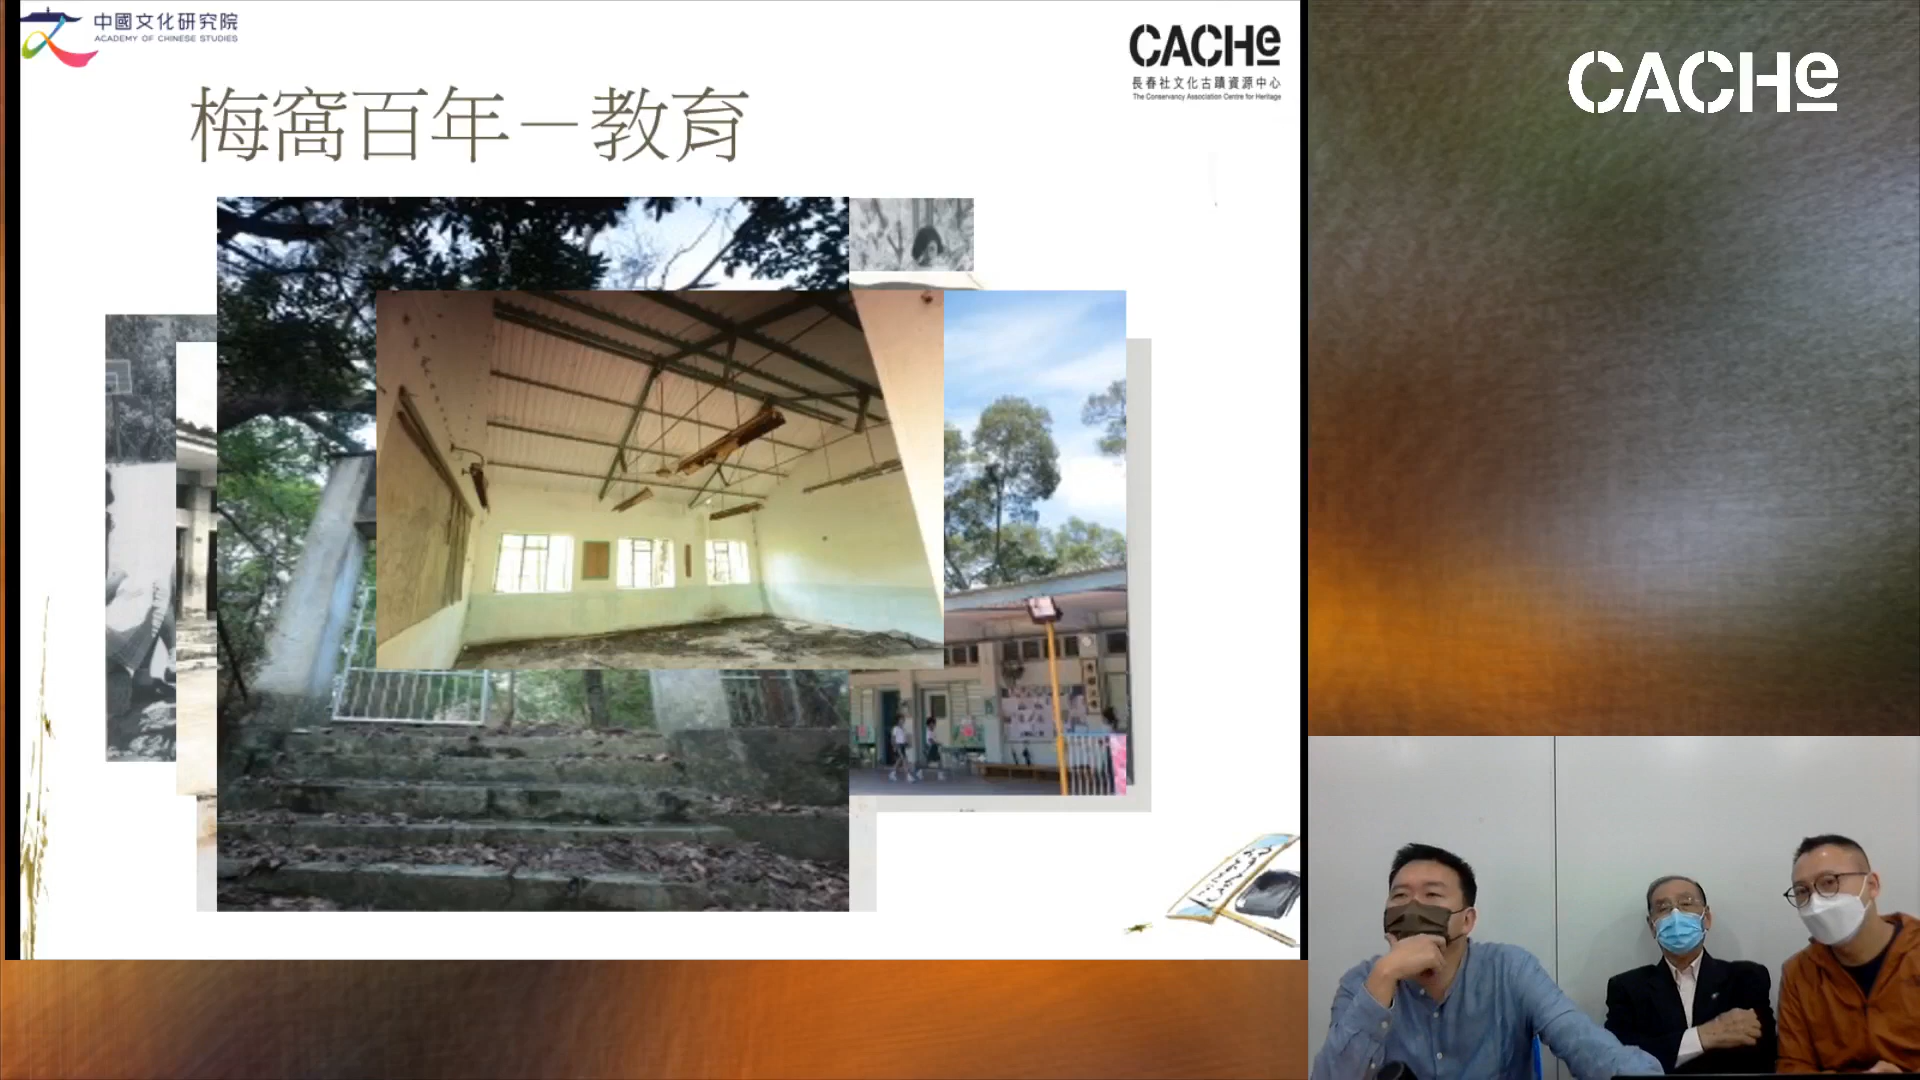 中國文化研究院
ACADEMY OF CHINESE STUDIES
CACHe
長春社文化古蹟資源中心
The Conservancy Association Centre for Heritage
梅窩百年－教育
CACHe